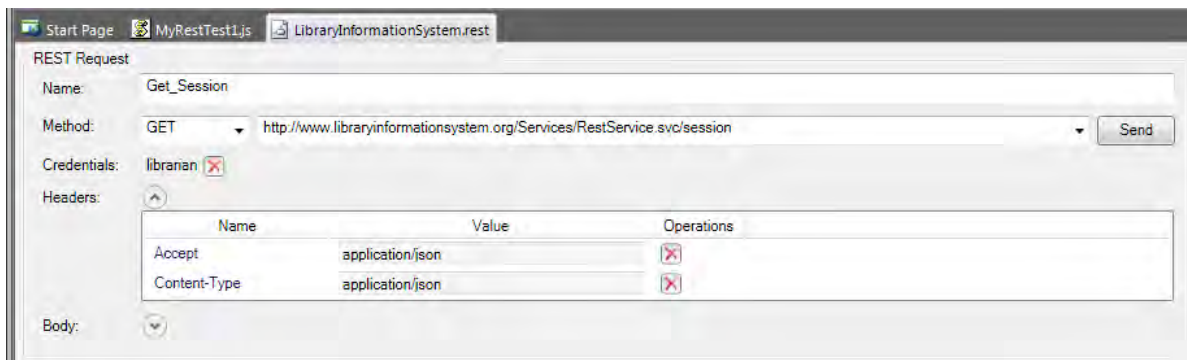 Start Page MyRestTest1.js LibraryInformationSystem.rest
REST Request
Name: Get_Session
Method: GET http://www.libraryinformationsystem.org/Services/RestService.svc/session Send
Credentials: librarian
Headers:
Name Value Operations
Accept application/json
Content-Type application/json
Body: